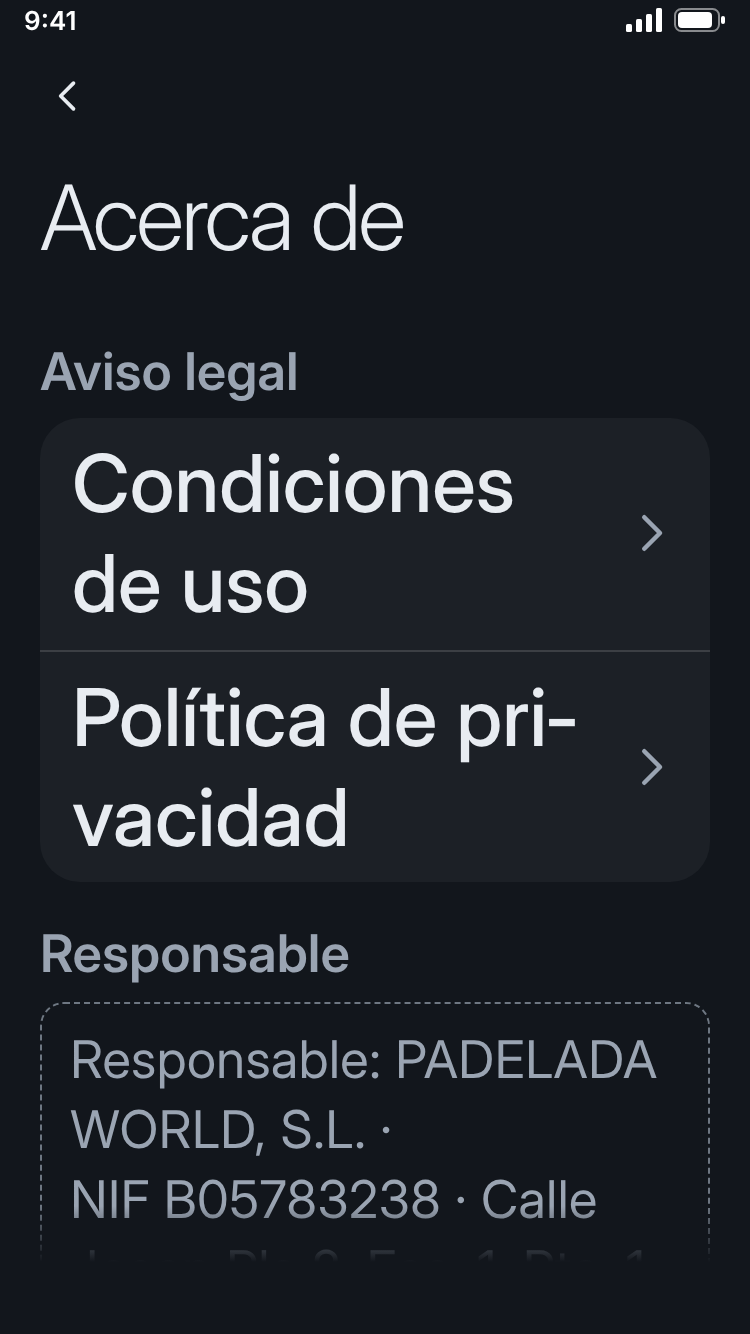 9:41
Acerca de
Aviso legal
Condiciones
de uso
Política de pri-
vacidad
Responsable
Responsable: PADELADA
WORLD, S.L. ·
NIF B05783238 · Calle